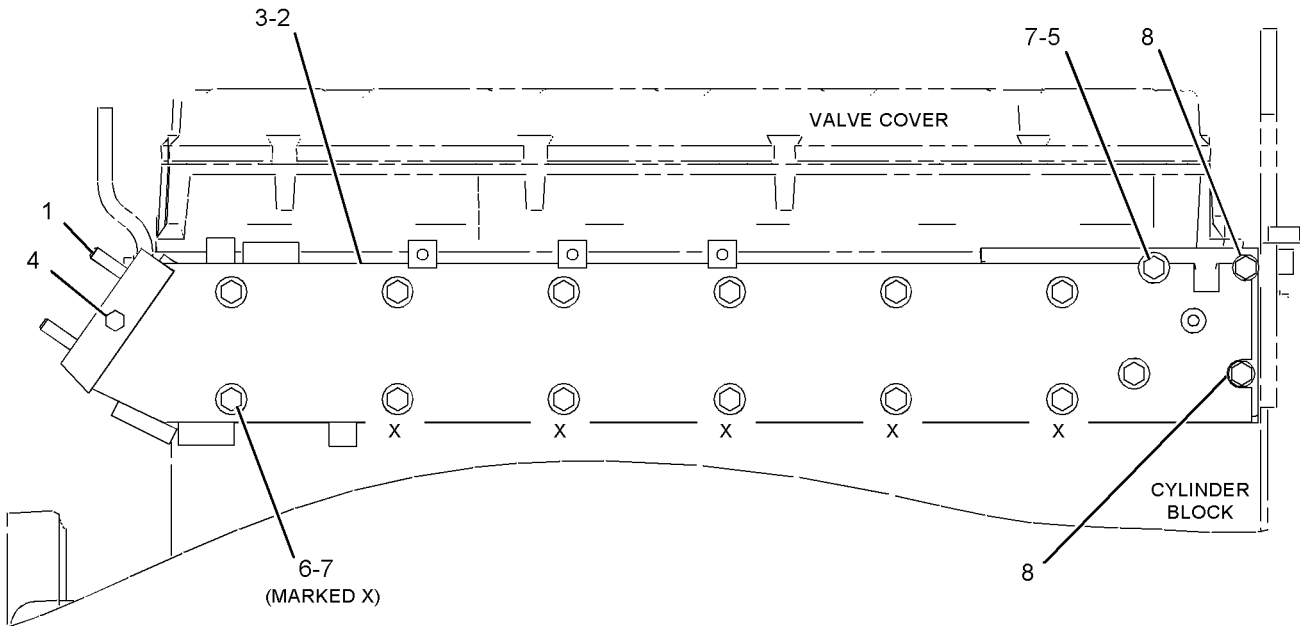 3-2
7-5
8
VALVE COVER
1
4
X
X
X
X
X
CYLINDER
BLOCK
6-7
(MARKED X)
8